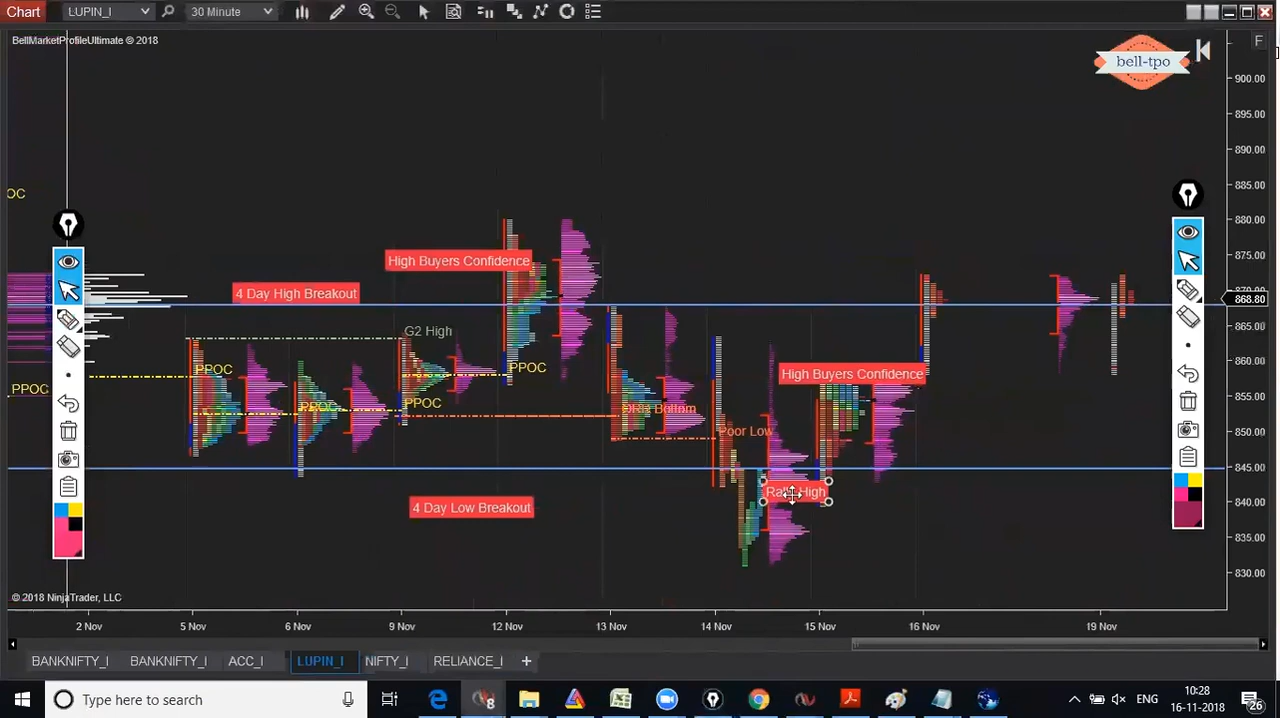 Chart
LUPIN_I
30 Minute
BellMarketProfileUltimate © 2018
F
bell-tpo
900.00
895.00
890.00
885.00
880.00
875.00
870.00
868.80
865.00
860.00
855.00
850.00
845.00
840.00
835.00
830.00
OC
High Buyers Confidence
4 Day High Breakout
G2 High
PPOC
PPOC
PPOC
High Buyers Confidence
PPOC
PPOC
Bottom
Poor Low
High
4 Day Low Breakout
© 2018 NinjaTrader, LLC
2 Nov
5 Nov
6 Nov
9 Nov
12 Nov
13 Nov
14 Nov
15 Nov
16 Nov
19 Nov
BANKNIFTY_I
BANKNIFTY_I
ACC_I
LUPIN_I
NIFTY_I
RELIANCE_I
+
Type here to search
8
ENG
10:28
16-11-2018
26